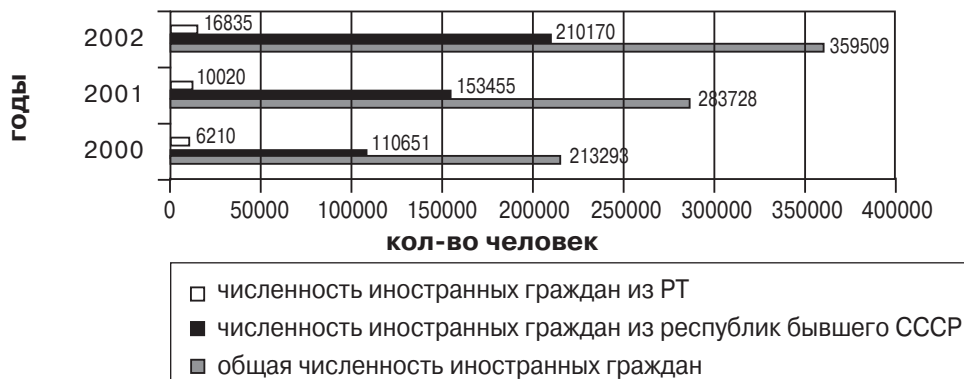 2002
16835
210170
359509
2001
10020
153455
283728
2000
6210
110651
213293
годы
0 50000 100000 150000 200000 250000 300000 350000 400000
кол-во человек
численность иностранных граждан из РТ
численность иностранных граждан из республик бывшего СССР
общая численность иностранных граждан